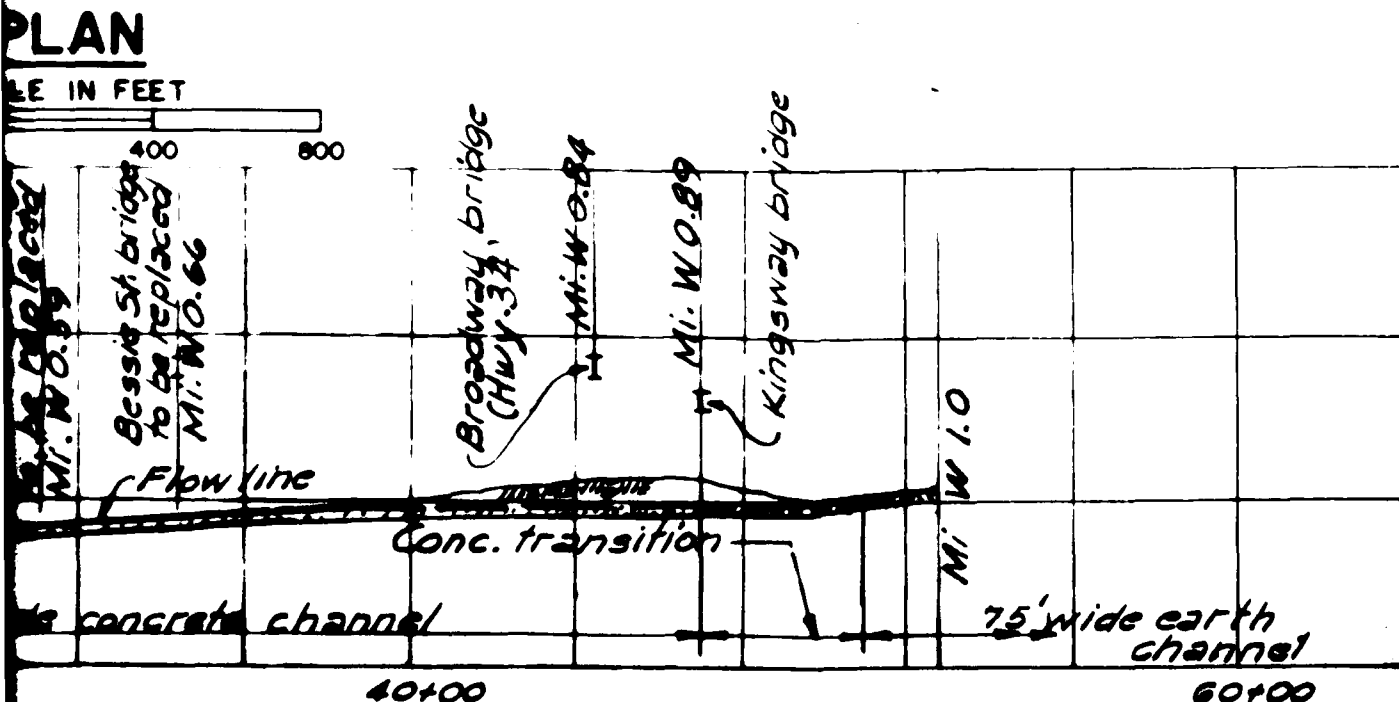 PLAN
LE IN FEET
400 800
be replaced
Mi. W 0.59
Bessie St. bridge
to be replaced
Mi. W 0.66
Broadway bridge
(Hwy. 34)
Mi. W 0.84
Mi. W 0.89
Kingsway bridge
Flow line
Mi W 1.0
Conc. transition
concrete channel
75' wide earth
channel
40+00 60+00